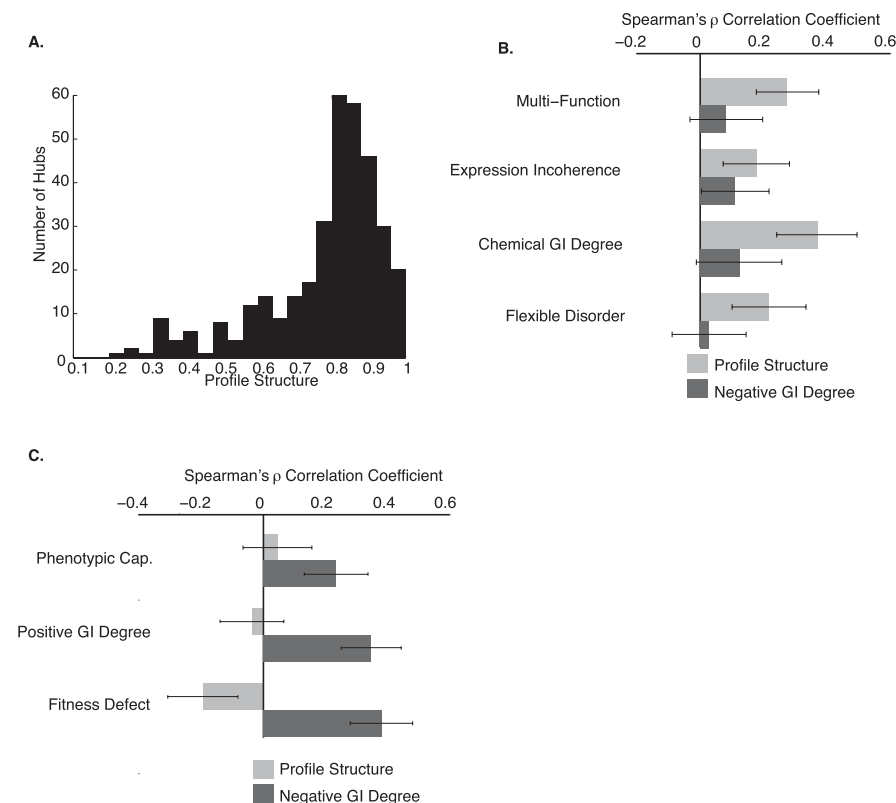 A.
60
50
40
30
20
10
0
Number of Hubs
0.1 0.2 0.3 0.4 0.5 0.6 0.7 0.8 0.9 1
Profile Structure
B.
Spearman's ρ Correlation Coefficient
−0.2 0 0.2 0.4 0.6
Multi−Function
Expression Incoherence
Chemical GI Degree
Flexible Disorder
Profile Structure
Negative GI Degree
C.
Spearman's ρ Correlation Coefficient
−0.4 −0.2 0 0.2 0.4 0.6
Phenotypic Cap.
Positive GI Degree
Fitness Defect
Profile Structure
Negative GI Degree